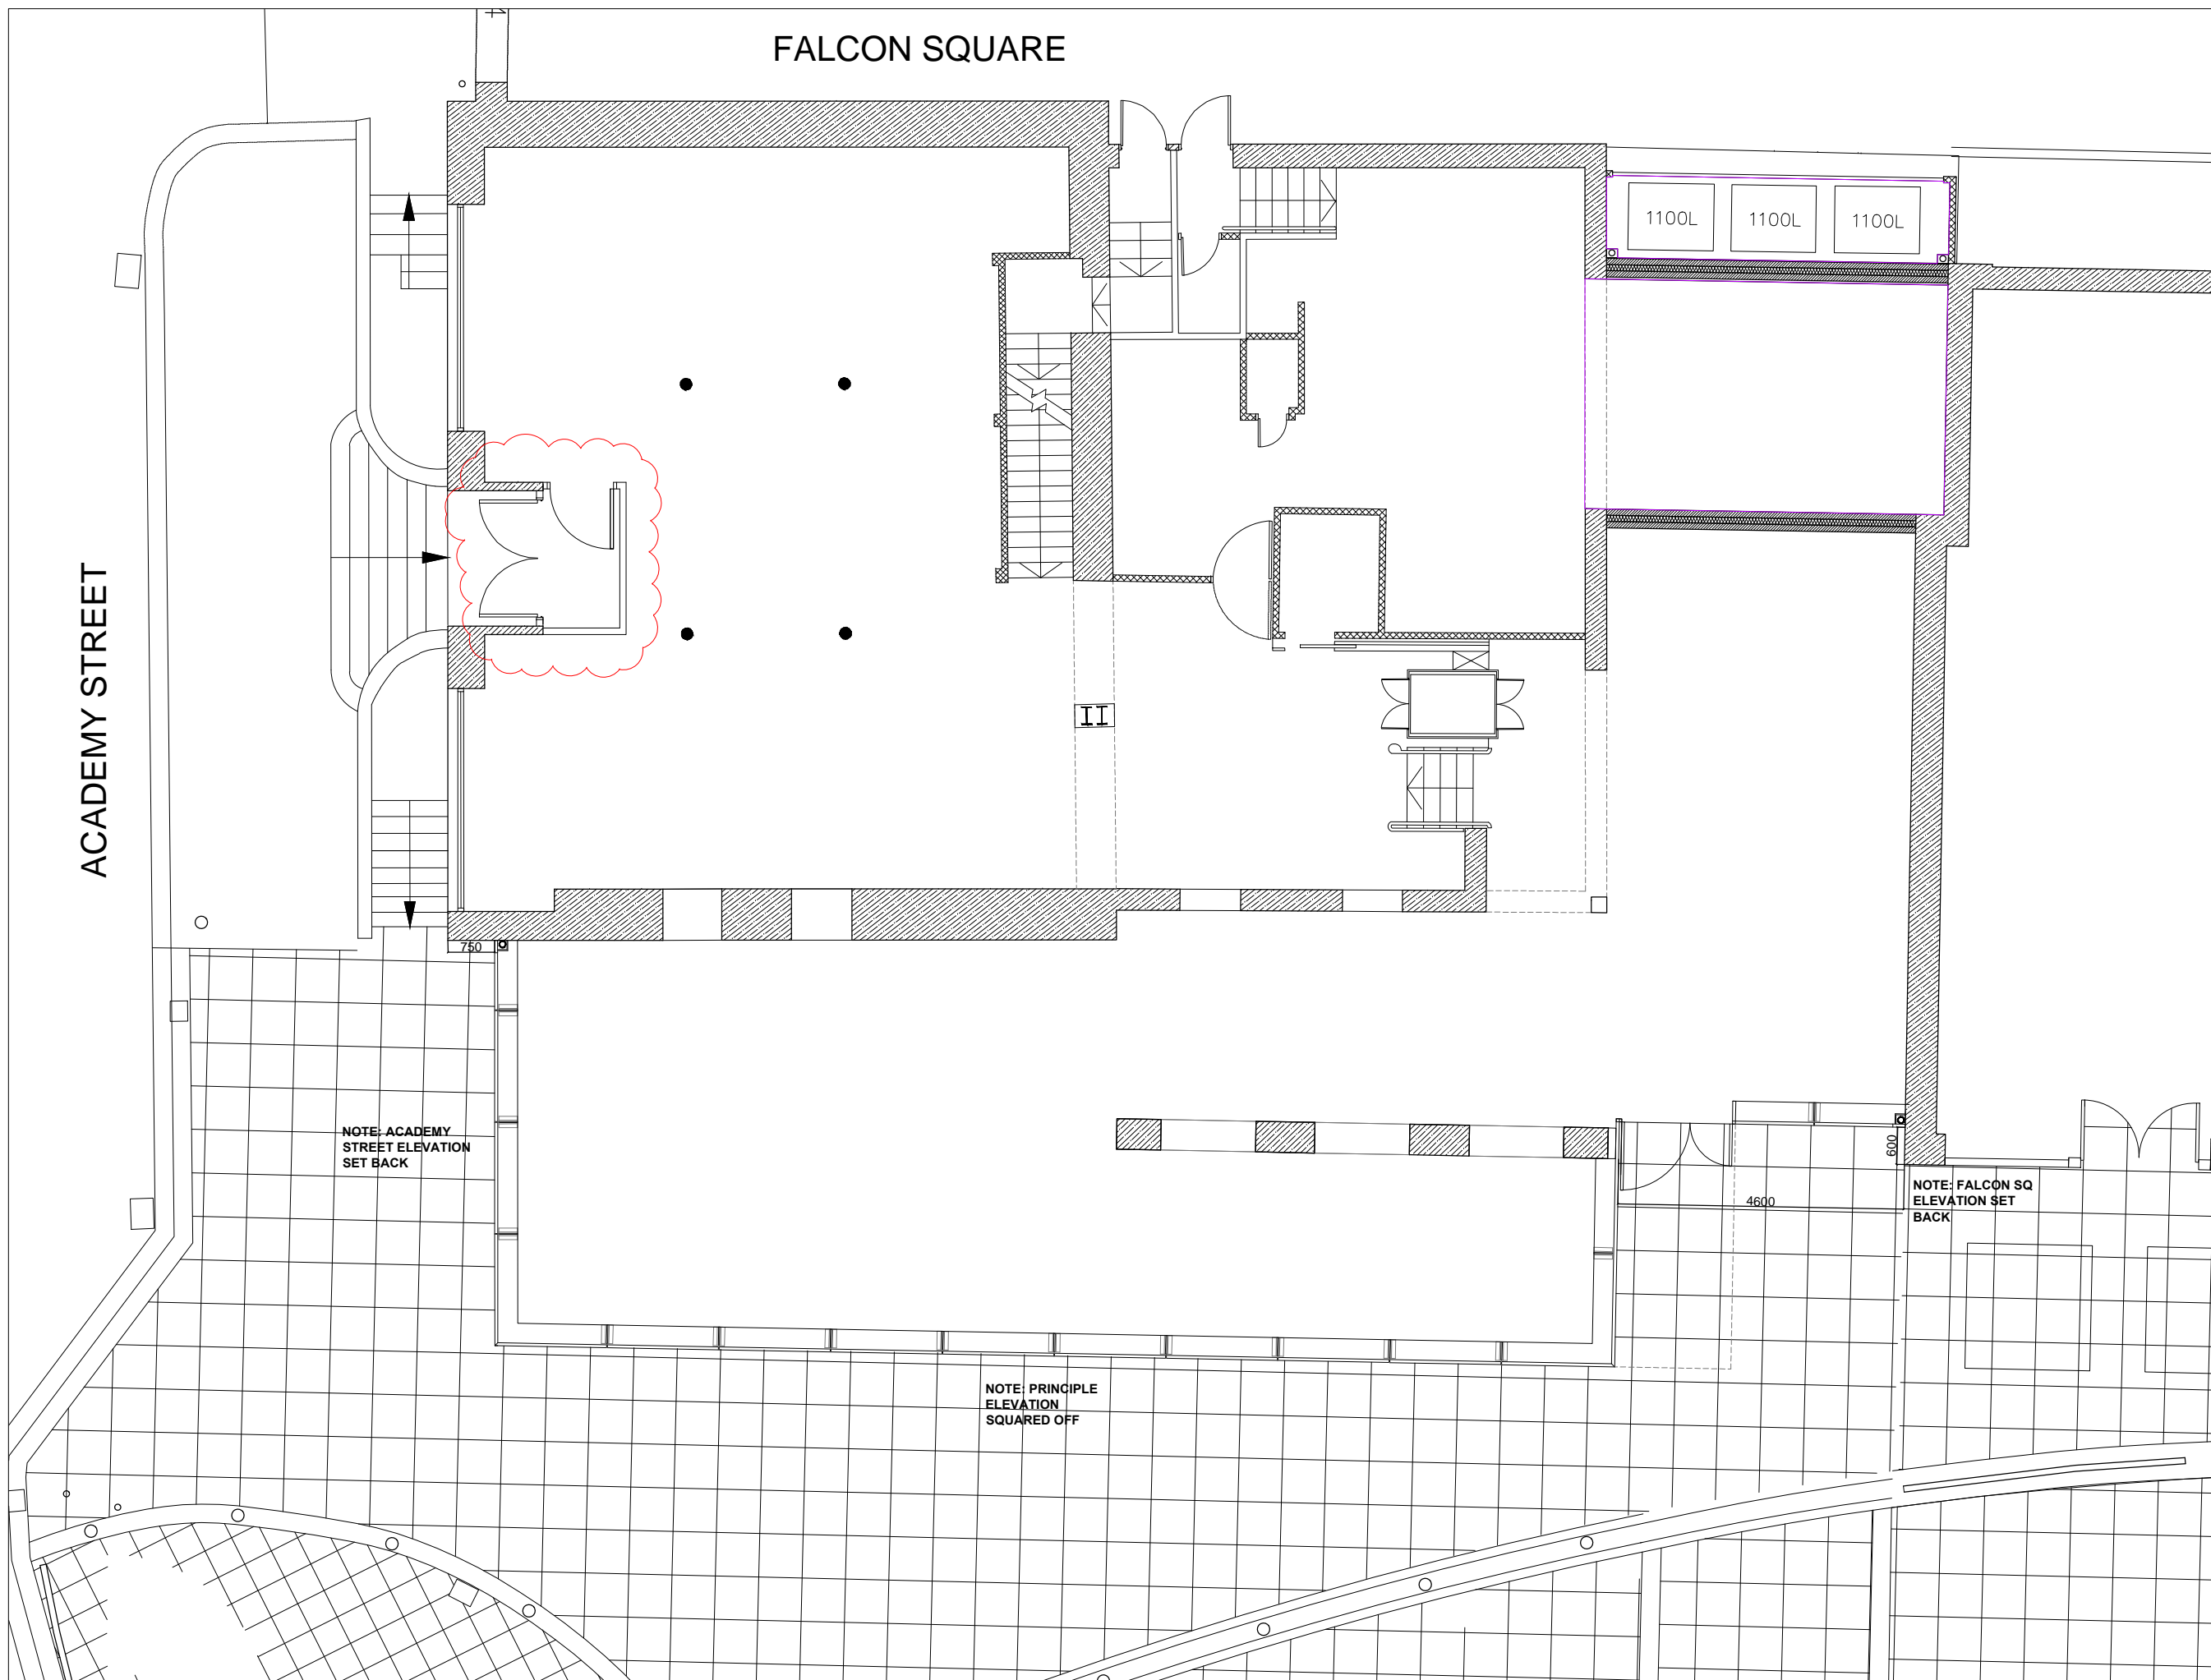 FALCON SQUARE
1100L
1100L
1100L
ACADEMY STREET
750
NOTE: ACADEMY
STREET ELEVATION
SET BACK
600
4600
NOTE: FALCON SQ
ELEVATION SET
BACK
NOTE: PRINCIPLE
ELEVATION
SQUARED OFF